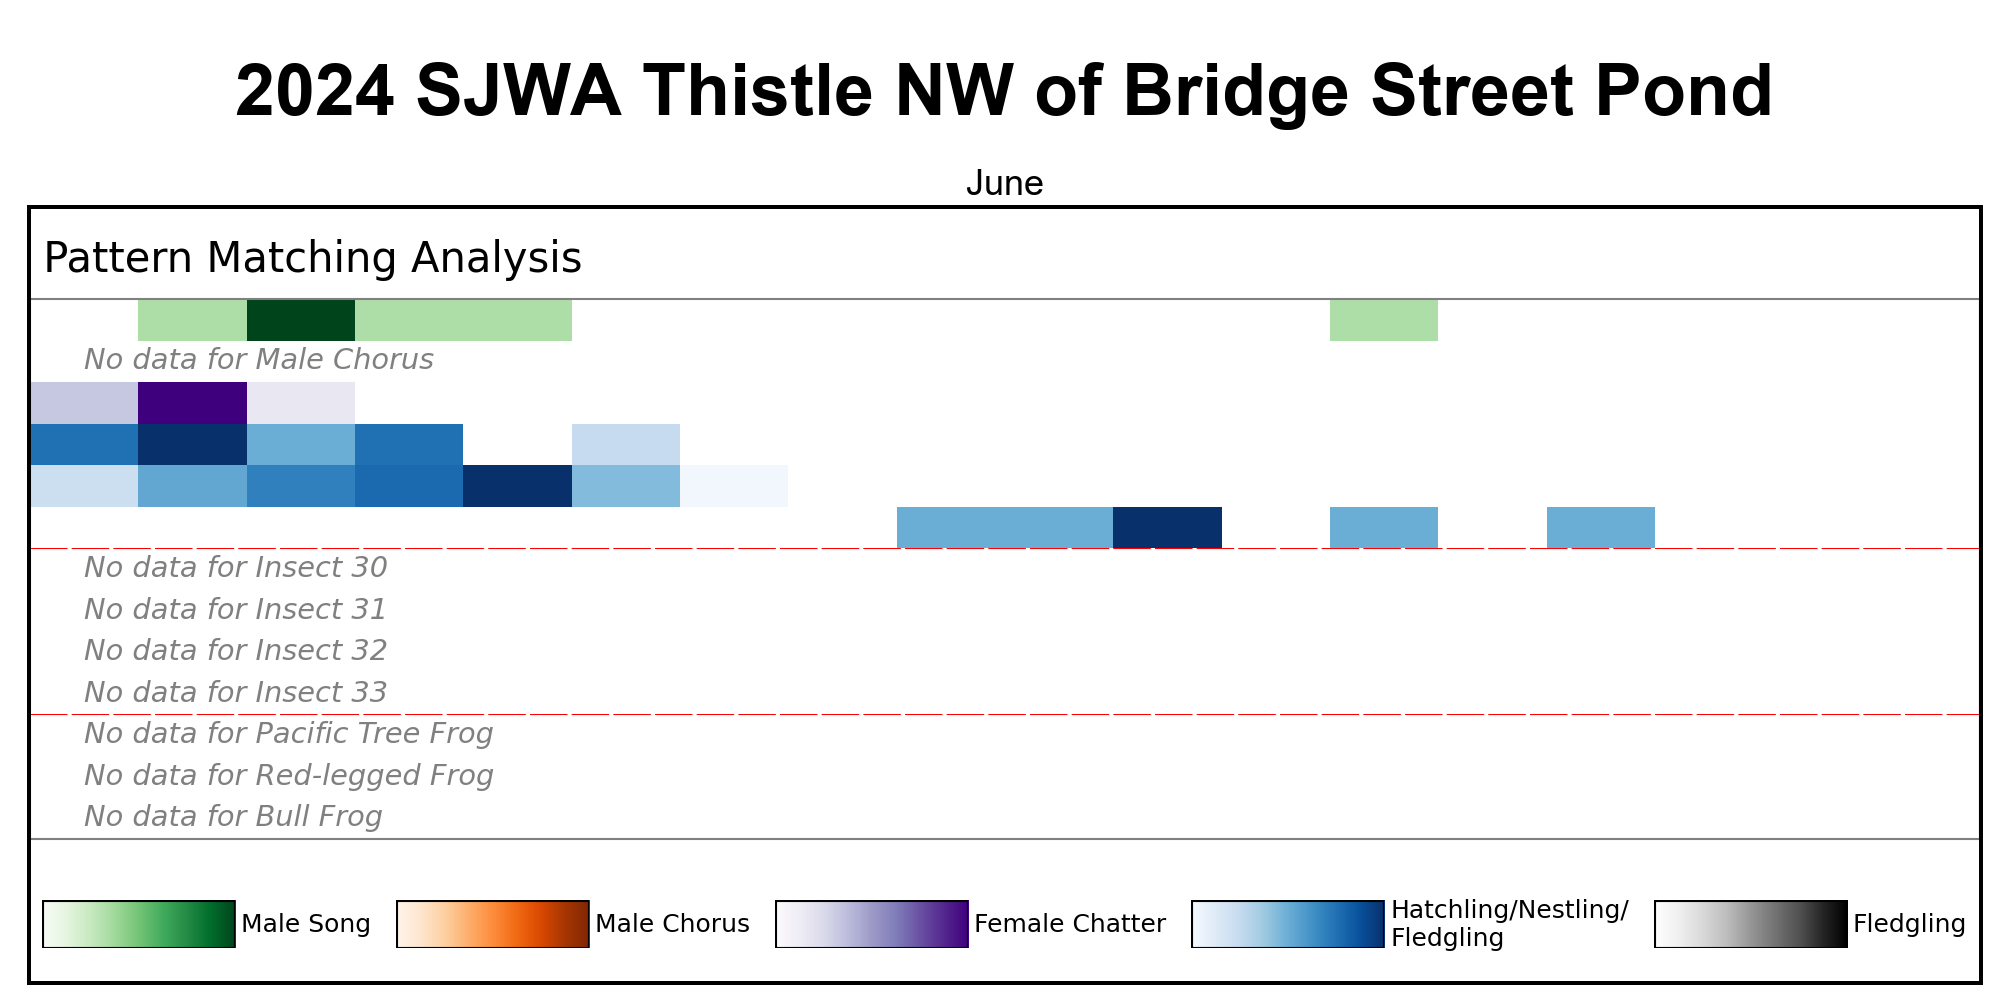 2024 SJWA Thistle NW of Bridge Street Pond
June
Pattern Matching Analysis
No data for Male Chorus
No data for Insect 30
No data for Insect 31
No data for Insect 32
No data for Insect 33
No data for Pacific Tree Frog
No data for Red-legged Frog
No data for Bull Frog
Male Song
Male Chorus
Female Chatter
Hatchling/Nestling/
Fledgling
Fledgling